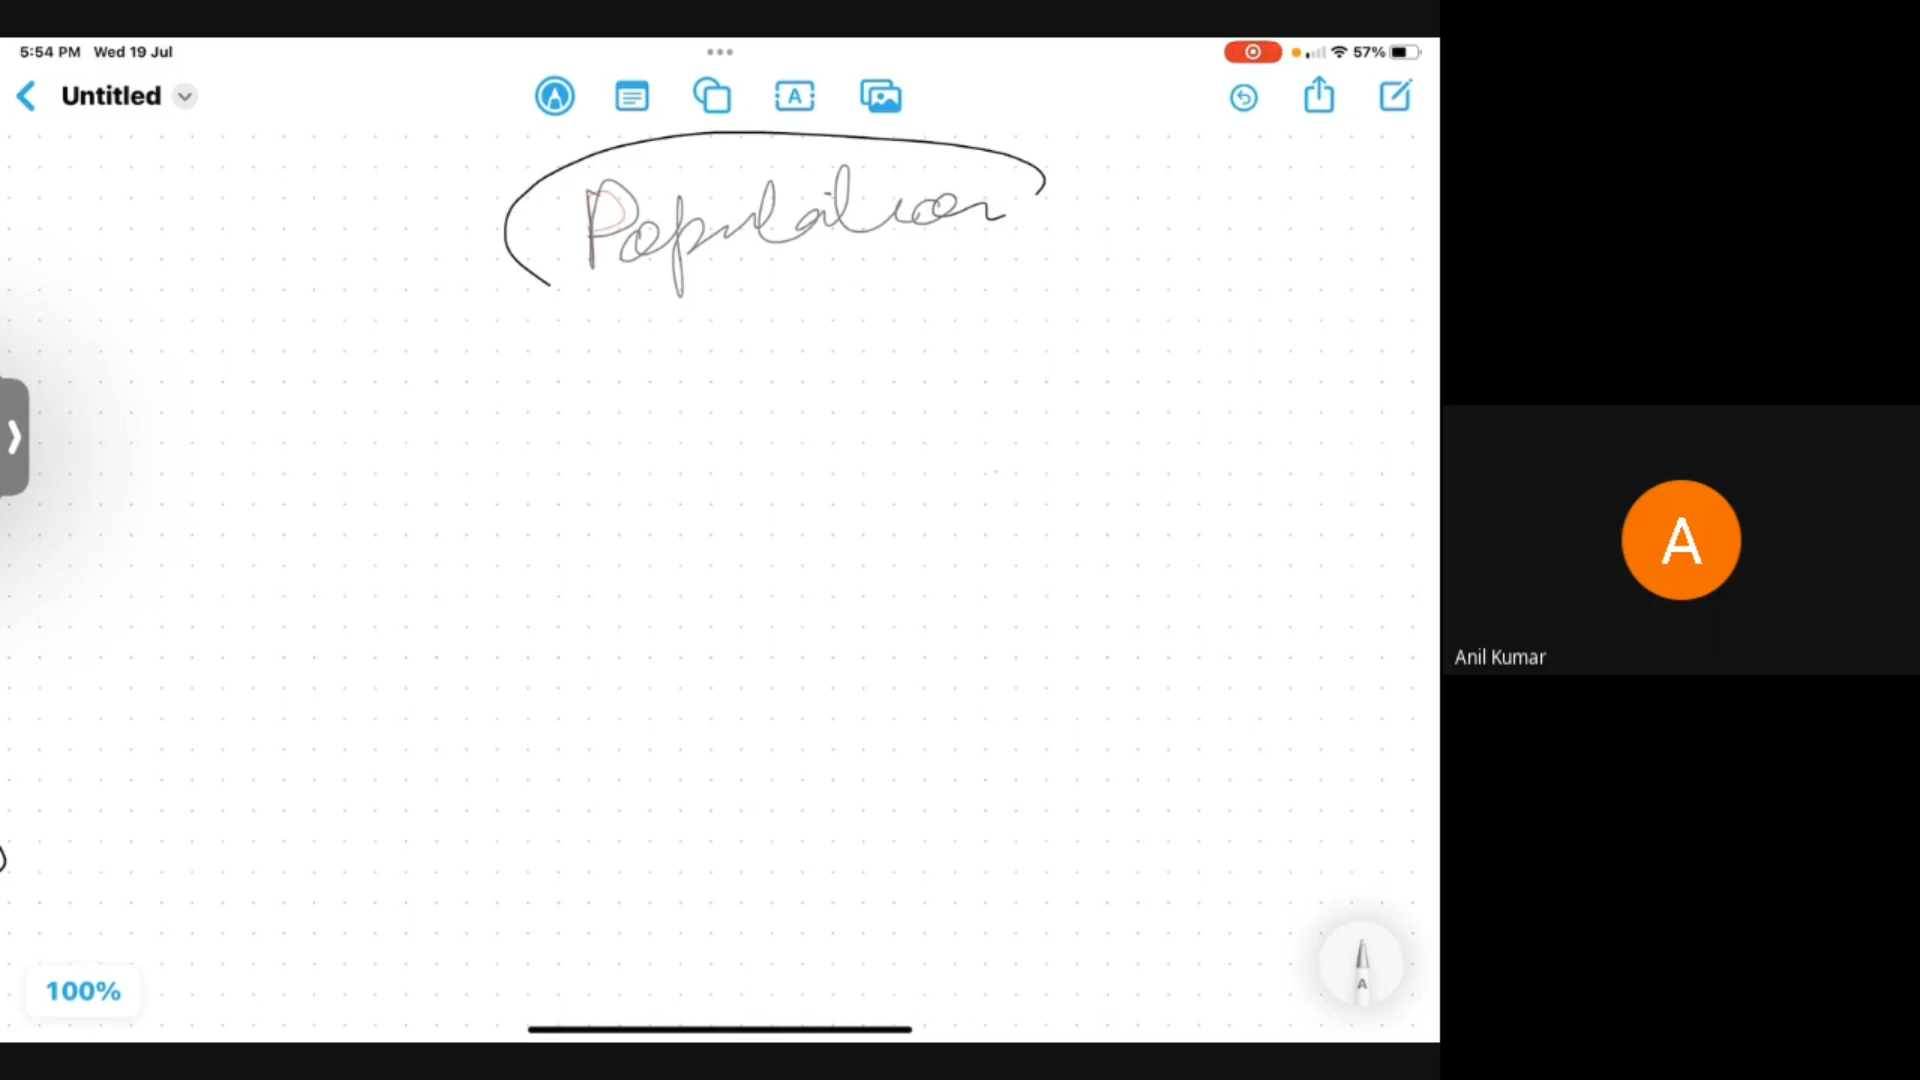 5:54 PM Wed 19 Jul
57%
Untitled
A
Population
A
Anil Kumar
100%
A